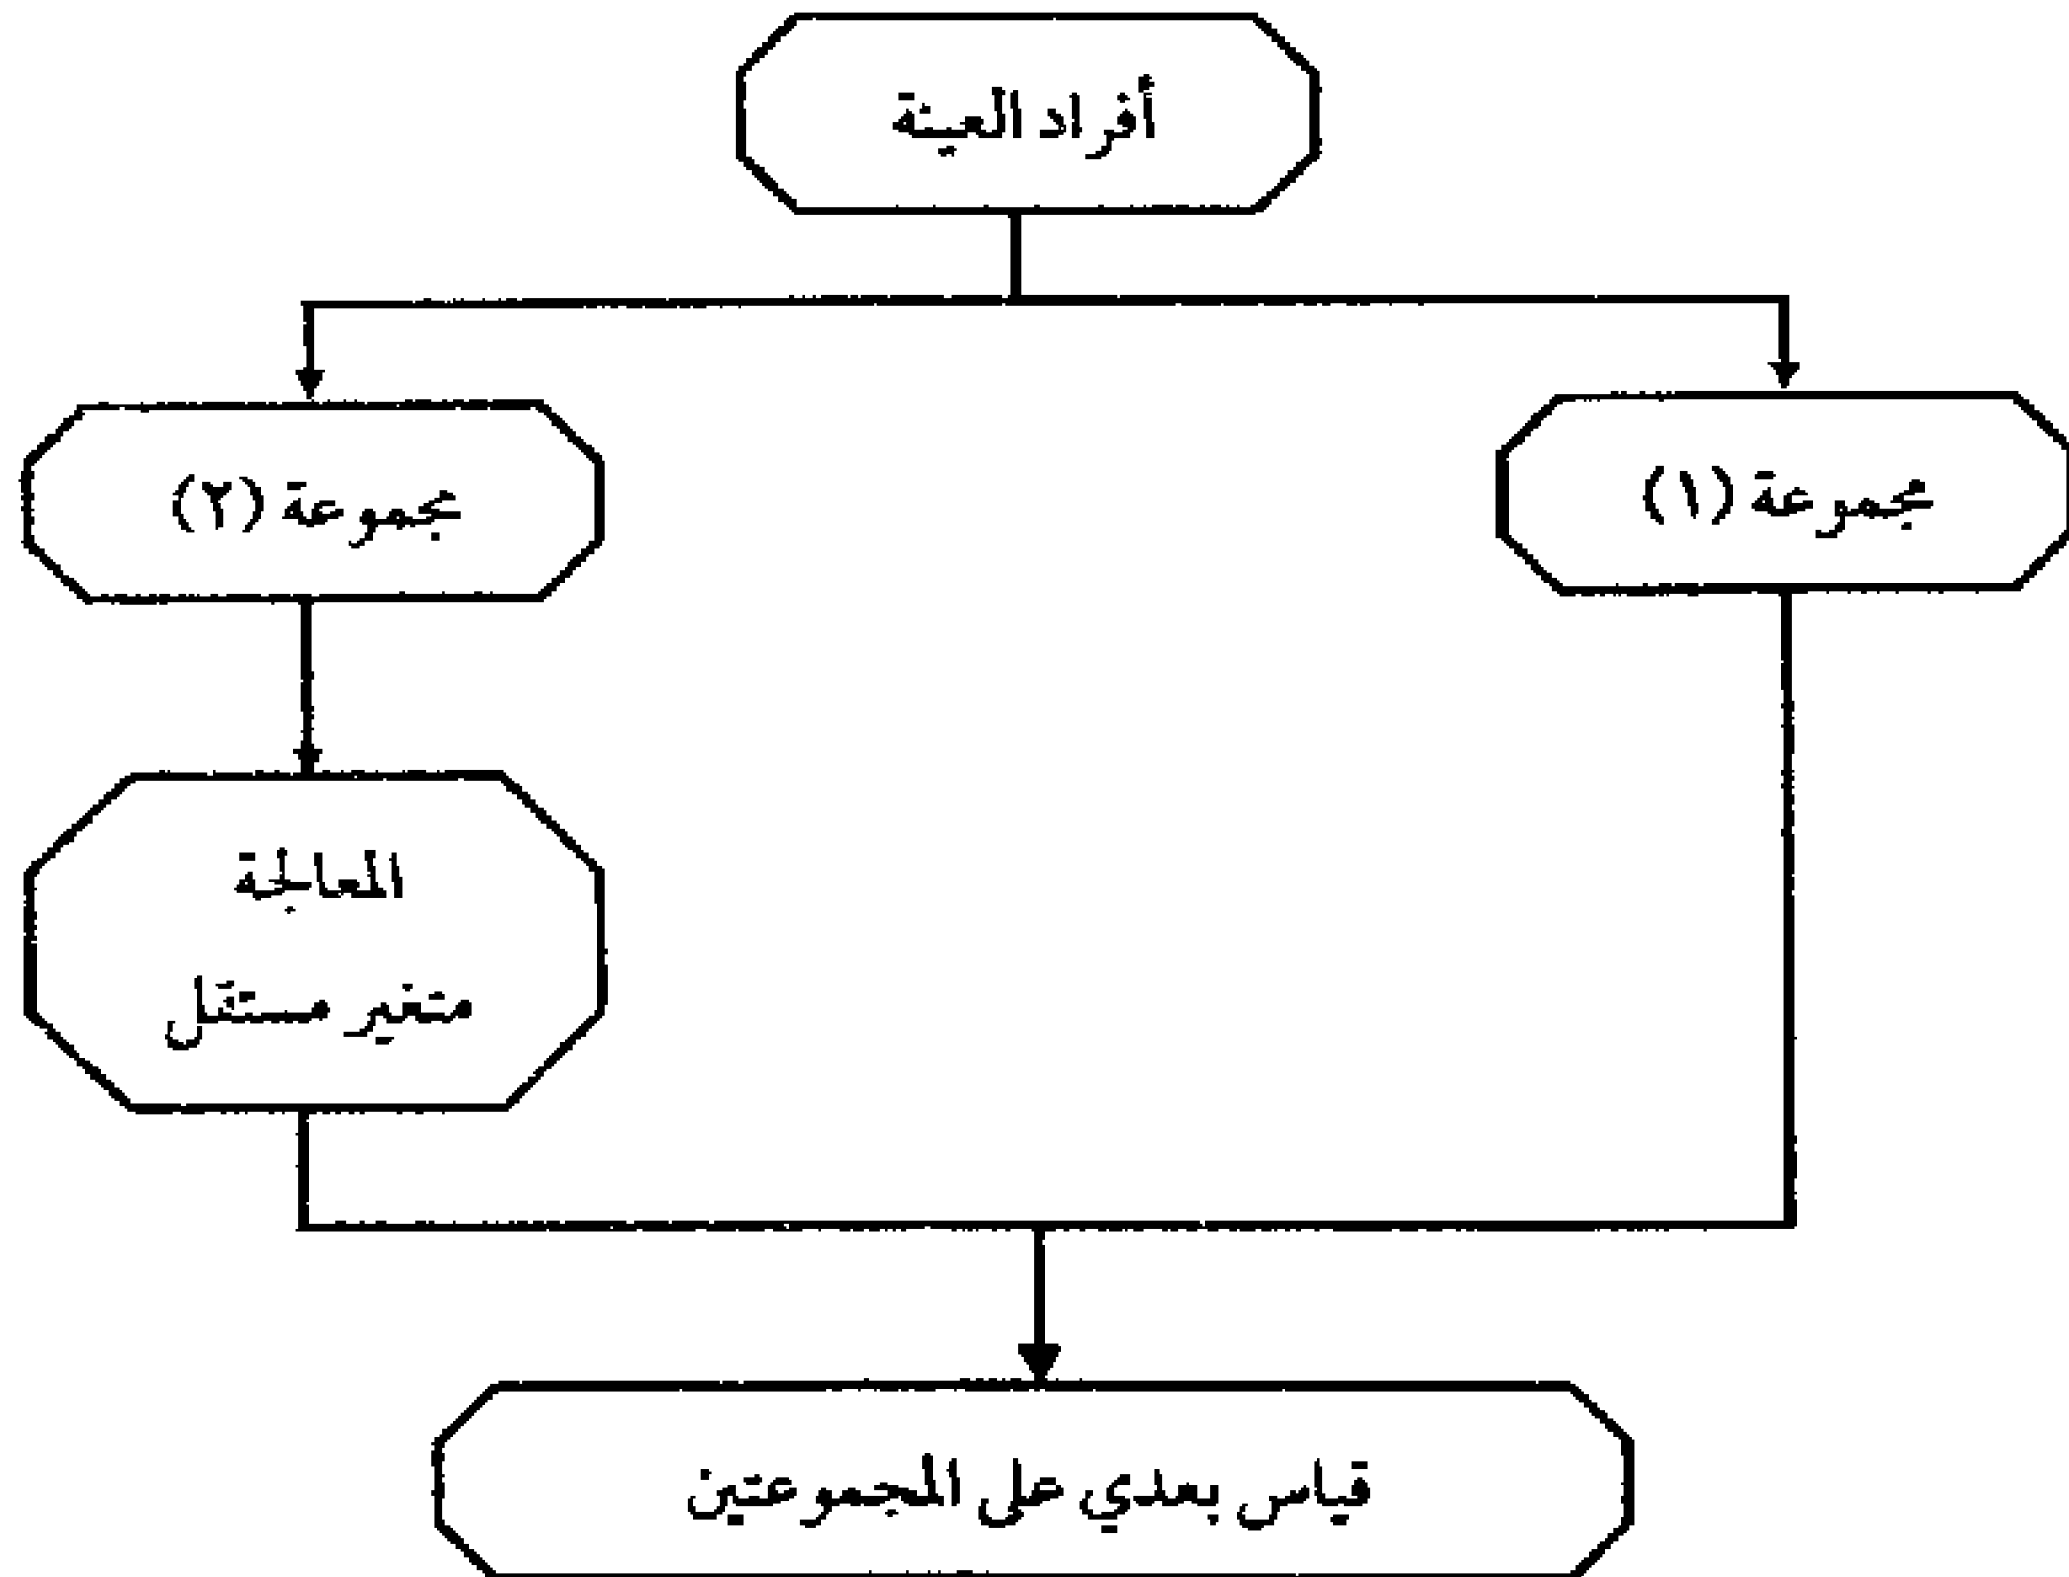 أفراد العينة
مجموعة (١)
مجموعة (٢)
المعالجة
متغير مستقل
قياس بعدي على المجموعتين